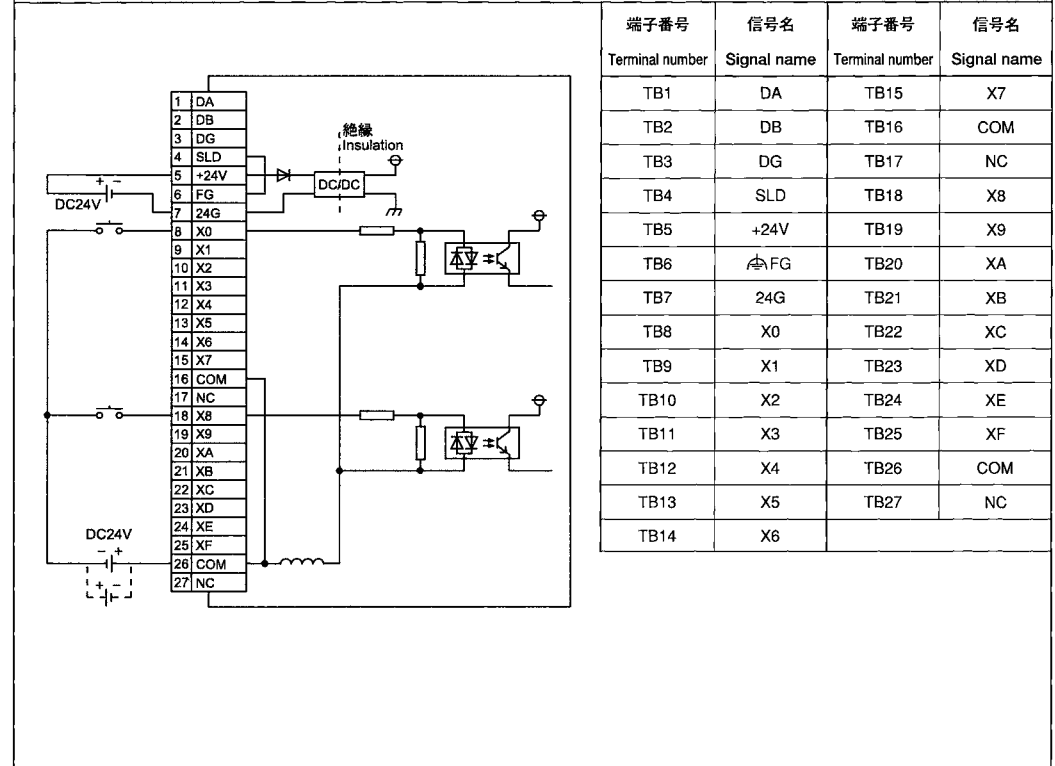 絶縁
Insulation
DC/DC
+ −
DC24V
1 DA
2 DB
3 DG
4 SLD
5 +24V
6 FG
7 24G
8 X0
9 X1
10 X2
11 X3
12 X4
13 X5
14 X6
15 X7
16 COM
17 NC
18 X8
19 X9
20 XA
21 XB
22 XC
23 XD
24 XE
25 XF
26 COM
27 NC
DC24V
− +
+ −
端子番号 信号名 端子番号 信号名
Terminal number Signal name Terminal number Signal name
TB1 DA TB15 X7
TB2 DB TB16 COM
TB3 DG TB17 NC
TB4 SLD TB18 X8
TB5 +24V TB19 X9
TB6 FG TB20 XA
TB7 24G TB21 XB
TB8 X0 TB22 XC
TB9 X1 TB23 XD
TB10 X2 TB24 XE
TB11 X3 TB25 XF
TB12 X4 TB26 COM
TB13 X5 TB27 NC
TB14 X6